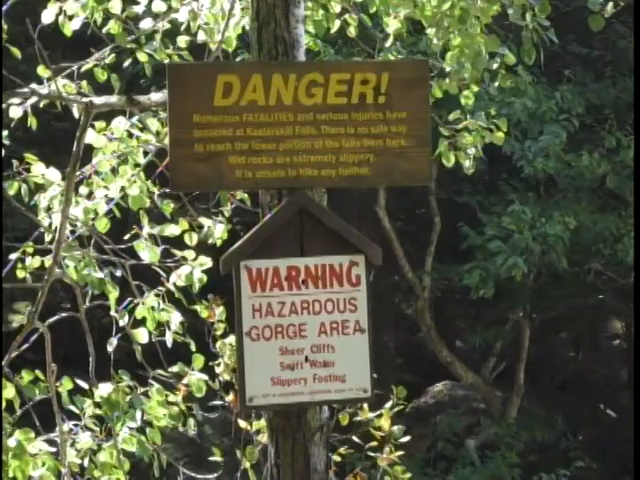 DANGER!
Numerous FATALITIES and serious injuries have
occurred at Kaaterskill Falls. There is no safe way
to reach the lower portion of the falls from here.
Wet rocks are extremely slippery.
It is unsafe to hike any further.
WARNING
HAZARDOUS
GORGE AREA
Sheer Cliffs
Swift Water
Slippery Footing